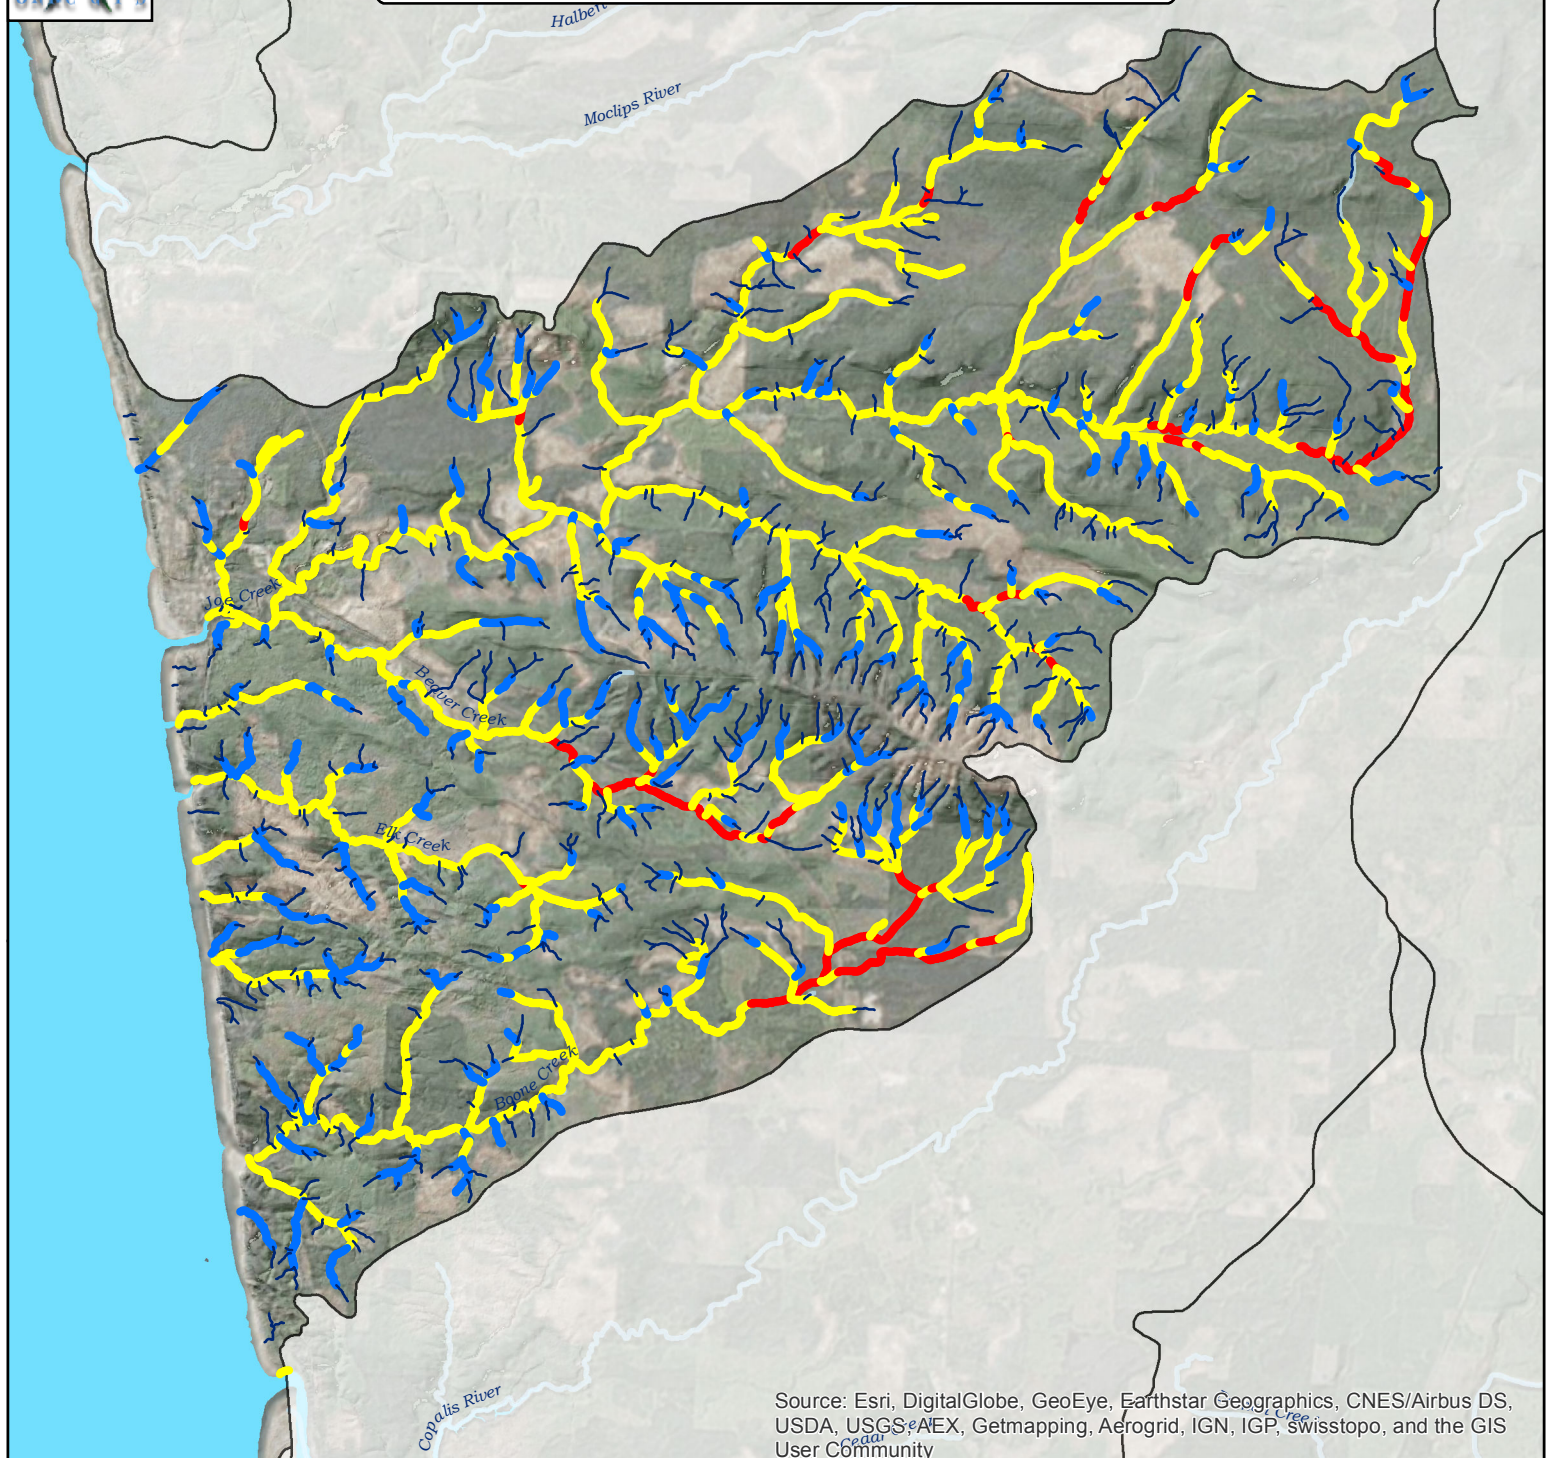 Moclips River
Joe Creek
Beaver Creek
Elk Creek
Boone Creek
Copalis River
Source: Esri, DigitalGlobe, GeoEye, Earthstar Geographics, CNES/Airbus DS,
USDA, USGS, AEX, Getmapping, Aerogrid, IGN, IGP, swisstopo, and the GIS
User Community